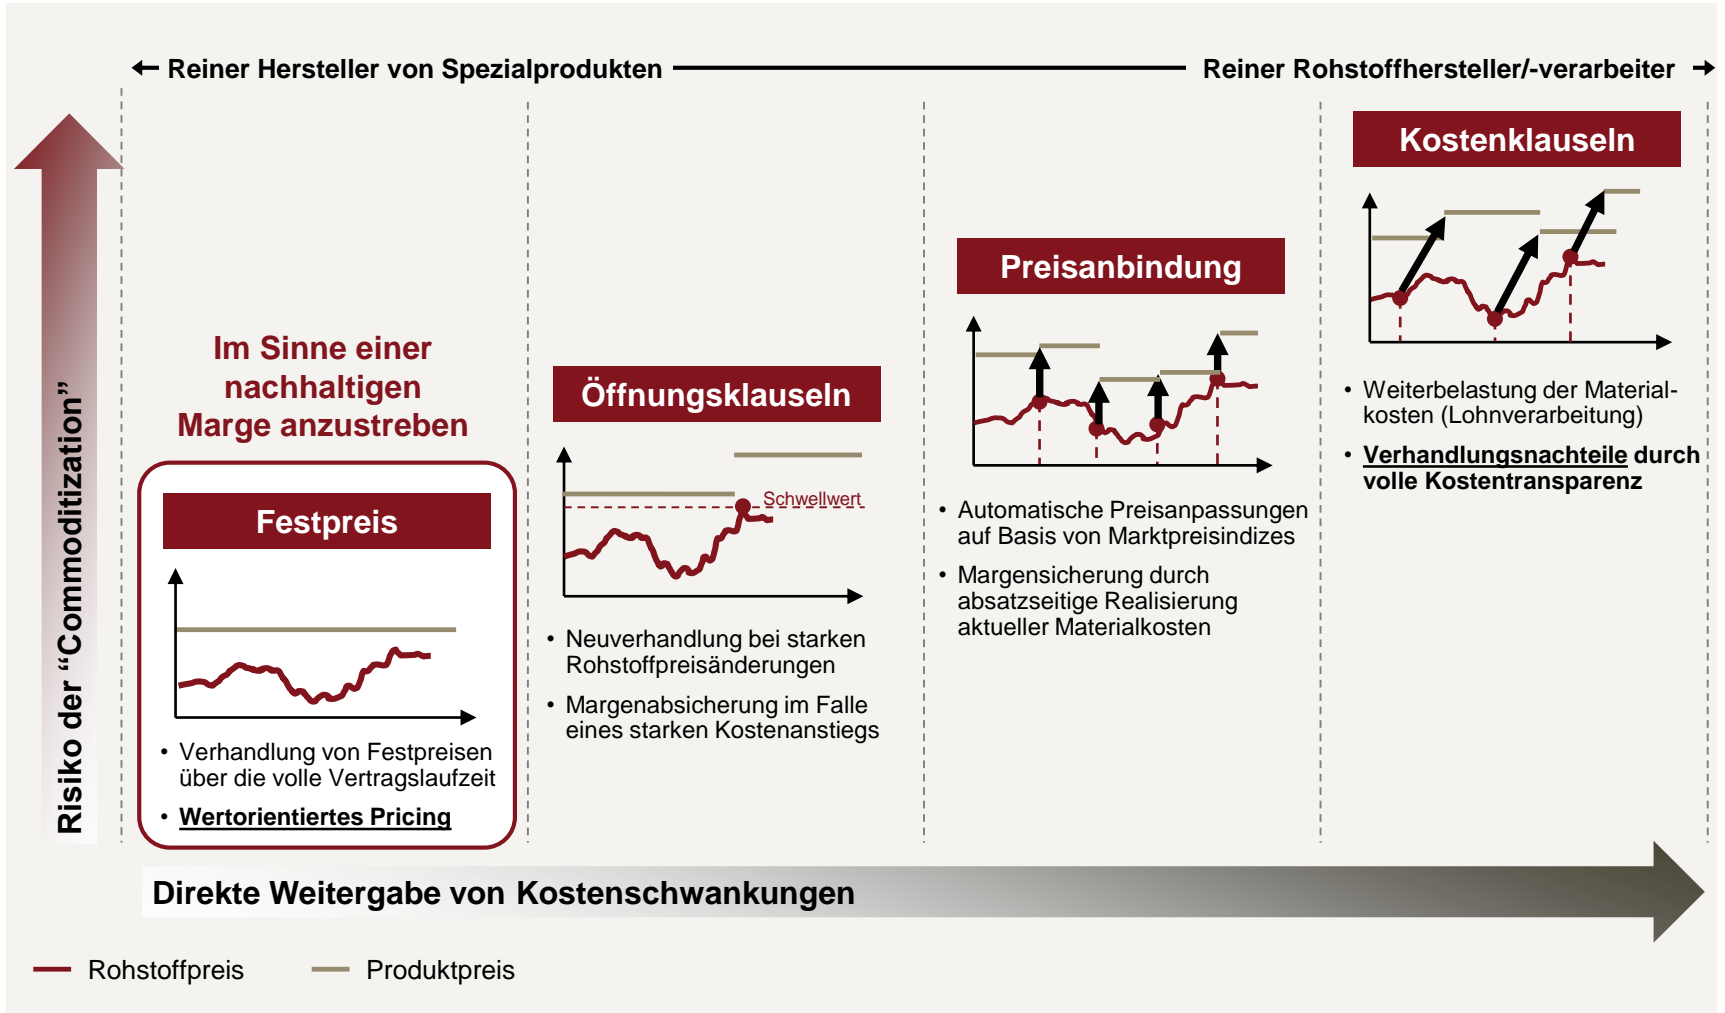 Reiner Hersteller von Spezialprodukten
Reiner Rohstoffhersteller/-verarbeiter
Risiko der “Commoditization”
Im Sinne einer
nachhaltigen
Marge anzustreben
Festpreis
• Verhandlung von Festpreisen
über die volle Vertragslaufzeit
• Wertorientiertes Pricing
Öffnungsklauseln
Schwellwert
• Neuverhandlung bei starken
Rohstoffpreisänderungen
• Margenabsicherung im Falle
eines starken Kostenanstiegs
Preisanbindung
• Automatische Preisanpassungen
auf Basis von Marktpreisindizes
• Margensicherung durch
absatzseitige Realisierung
aktueller Materialkosten
Kostenklauseln
• Weiterbelastung der Material-
kosten (Lohnverarbeitung)
• Verhandlungsnachteile durch
volle Kostentransparenz
Direkte Weitergabe von Kostenschwankungen
Rohstoffpreis
Produktpreis